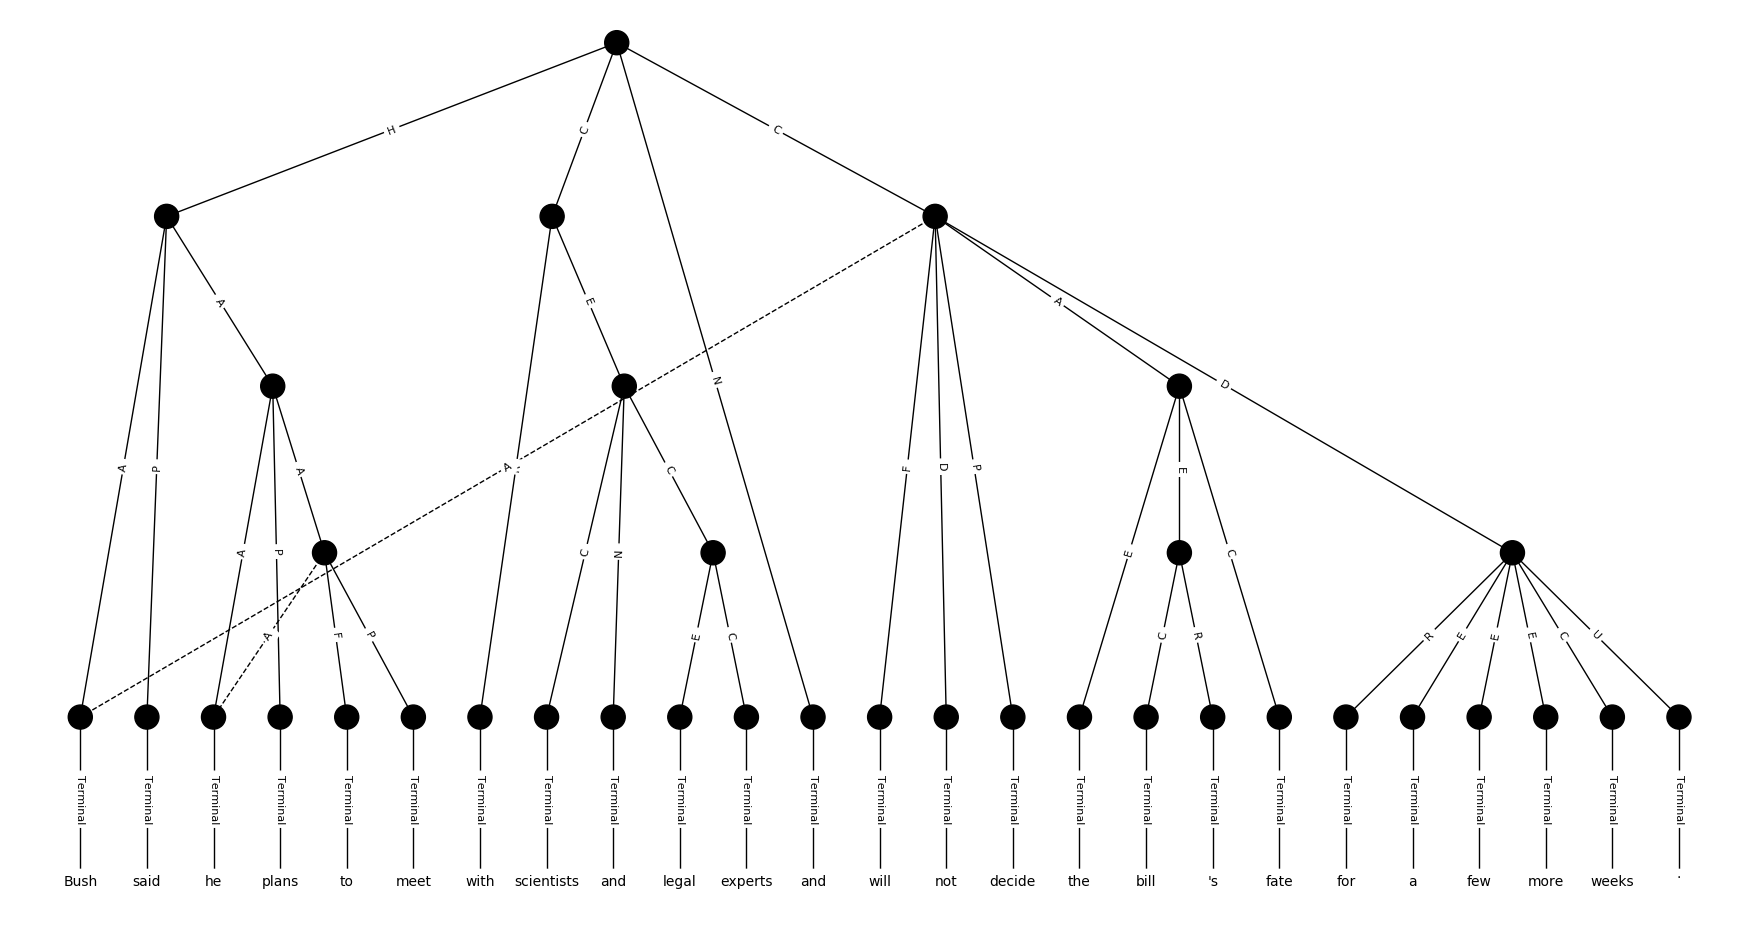 H C C
A E A
N D
A P A A F D P E
A P C N C E C
A F P E C C R R E E E C U
Terminal Terminal Terminal Terminal Terminal Terminal Terminal Terminal Terminal Terminal Terminal Terminal Terminal Terminal Terminal Terminal Terminal Terminal Terminal Terminal Terminal Terminal Terminal Terminal Terminal
Bush said he plans to meet with scientists and legal experts and will not decide the bill 's fate for a few more weeks .